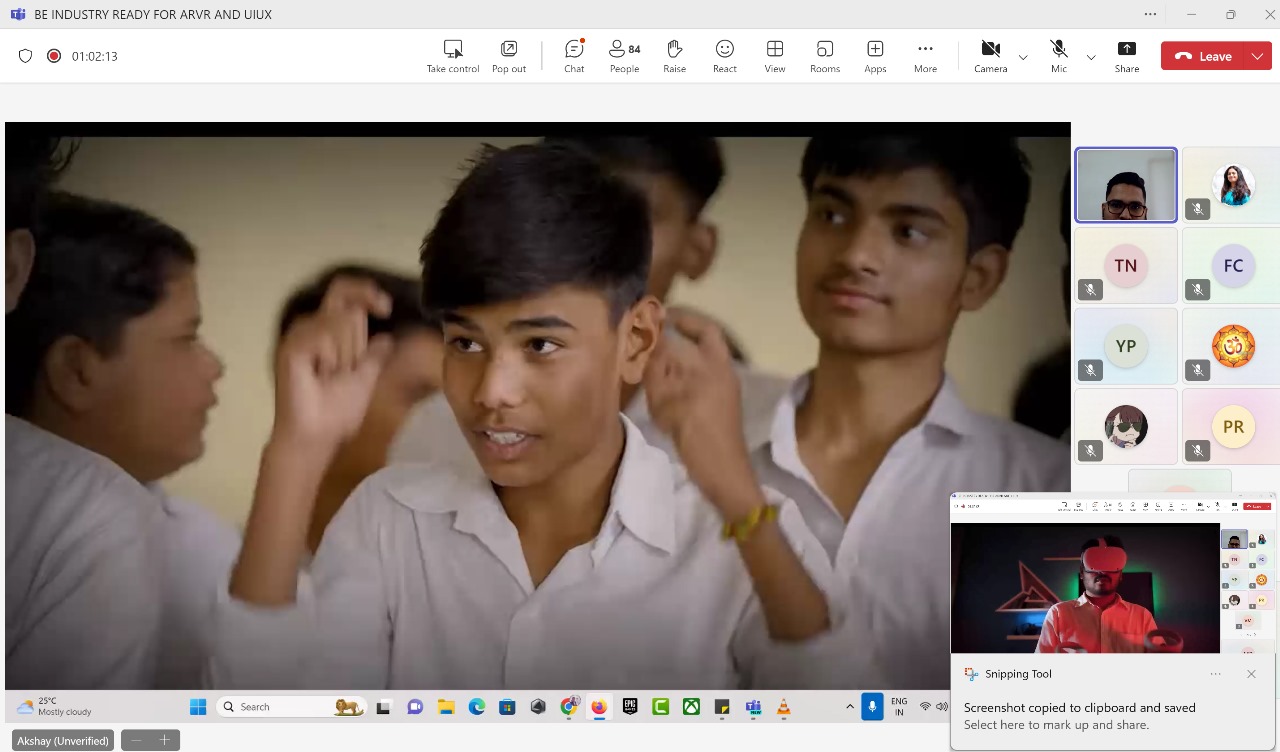 BE INDUSTRY READY FOR ARVR AND UIUX
01:02:13
Take control
Pop out
Chat
84
People
Raise
React
View
Rooms
Apps
More
Camera
Mic
Share
Leave
TN
FC
YP
ॐ
PR
Snipping Tool
Screenshot copied to clipboard and saved
Select here to mark up and share.
25°C
Mostly cloudy
Search
EPIC
ENG
IN
Akshay (Unverified)